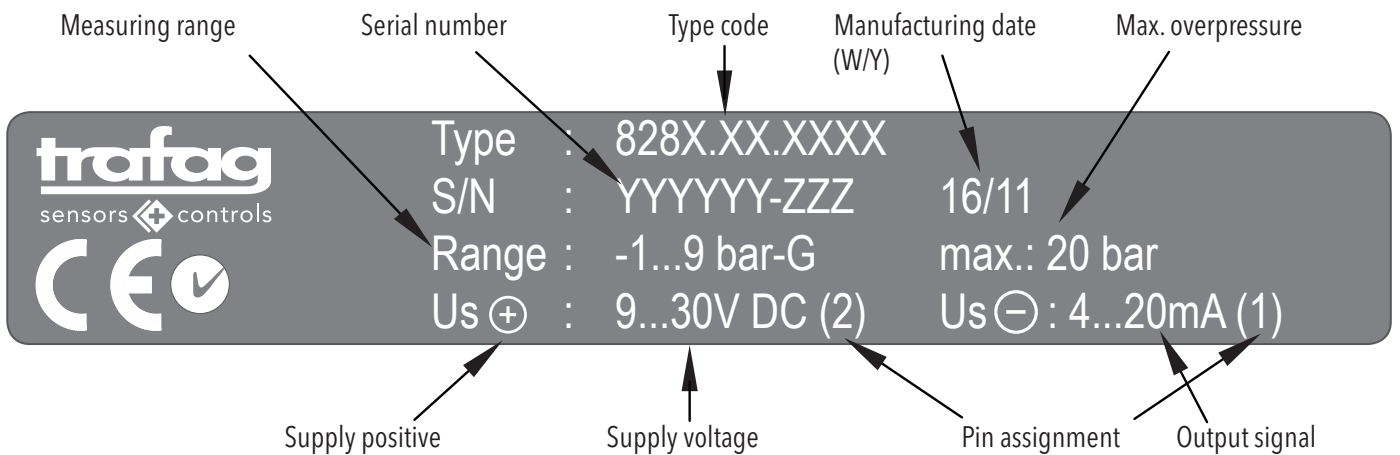 Measuring range Serial number Type code Manufacturing date (W/Y) Max. overpressure
trafag
sensors controls
CE
Type : 828X.XX.XXXX
S/N : YYYYYY-ZZZ 16/11
Range : -1...9 bar-G max.: 20 bar
Us + : 9...30V DC (2) Us − : 4...20mA (1)
Supply positive Supply voltage Pin assignment Output signal